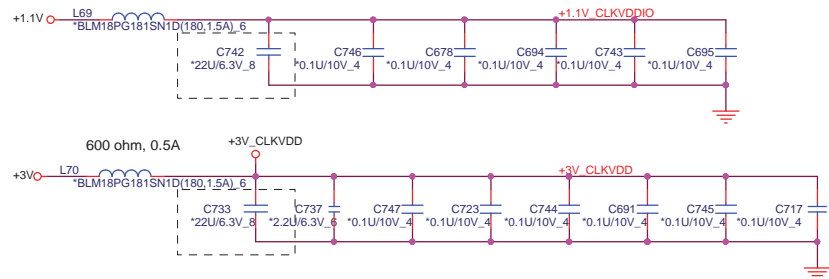 +1.1V L69 +1.1V_CLKVDDIO
*BLM18PG181SN1D(180,1.5A)_6
C742 C746 C678 C694 C743 C695
*22U/6.3V_8 *0.1U/10V_4 *0.1U/10V_4 *0.1U/10V_4 *0.1U/10V_4 *0.1U/10V_4
600 ohm, 0.5A +3V_CLKVDD
+3V L70 +3V_CLKVDD
*BLM18PG181SN1D(180,1.5A)_6
C733 C737 C747 C723 C744 C691 C745 C717
*22U/6.3V_8 *2.2U/6.3V_6 *0.1U/10V_4 *0.1U/10V_4 *0.1U/10V_4 *0.1U/10V_4 *0.1U/10V_4 *0.1U/10V_4